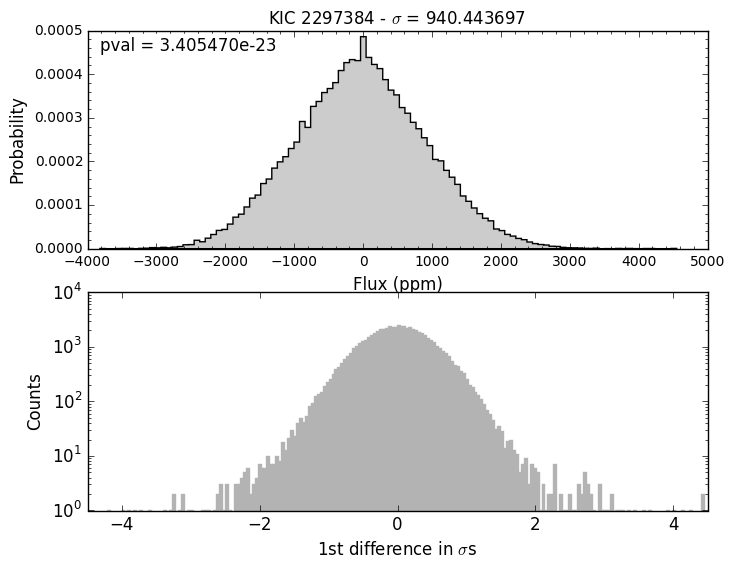 KIC 2297384 - σ = 940.443697
pval = 3.405470e-23
0.0005
0.0004
0.0003
0.0002
0.0001
0.0000
Probability
−4000 −3000 −2000 −1000 0 1000 2000 3000 4000 5000
Flux (ppm)
10⁴
10³
10²
10¹
10⁰
Counts
−4 −2 0 2 4
1st difference in σs